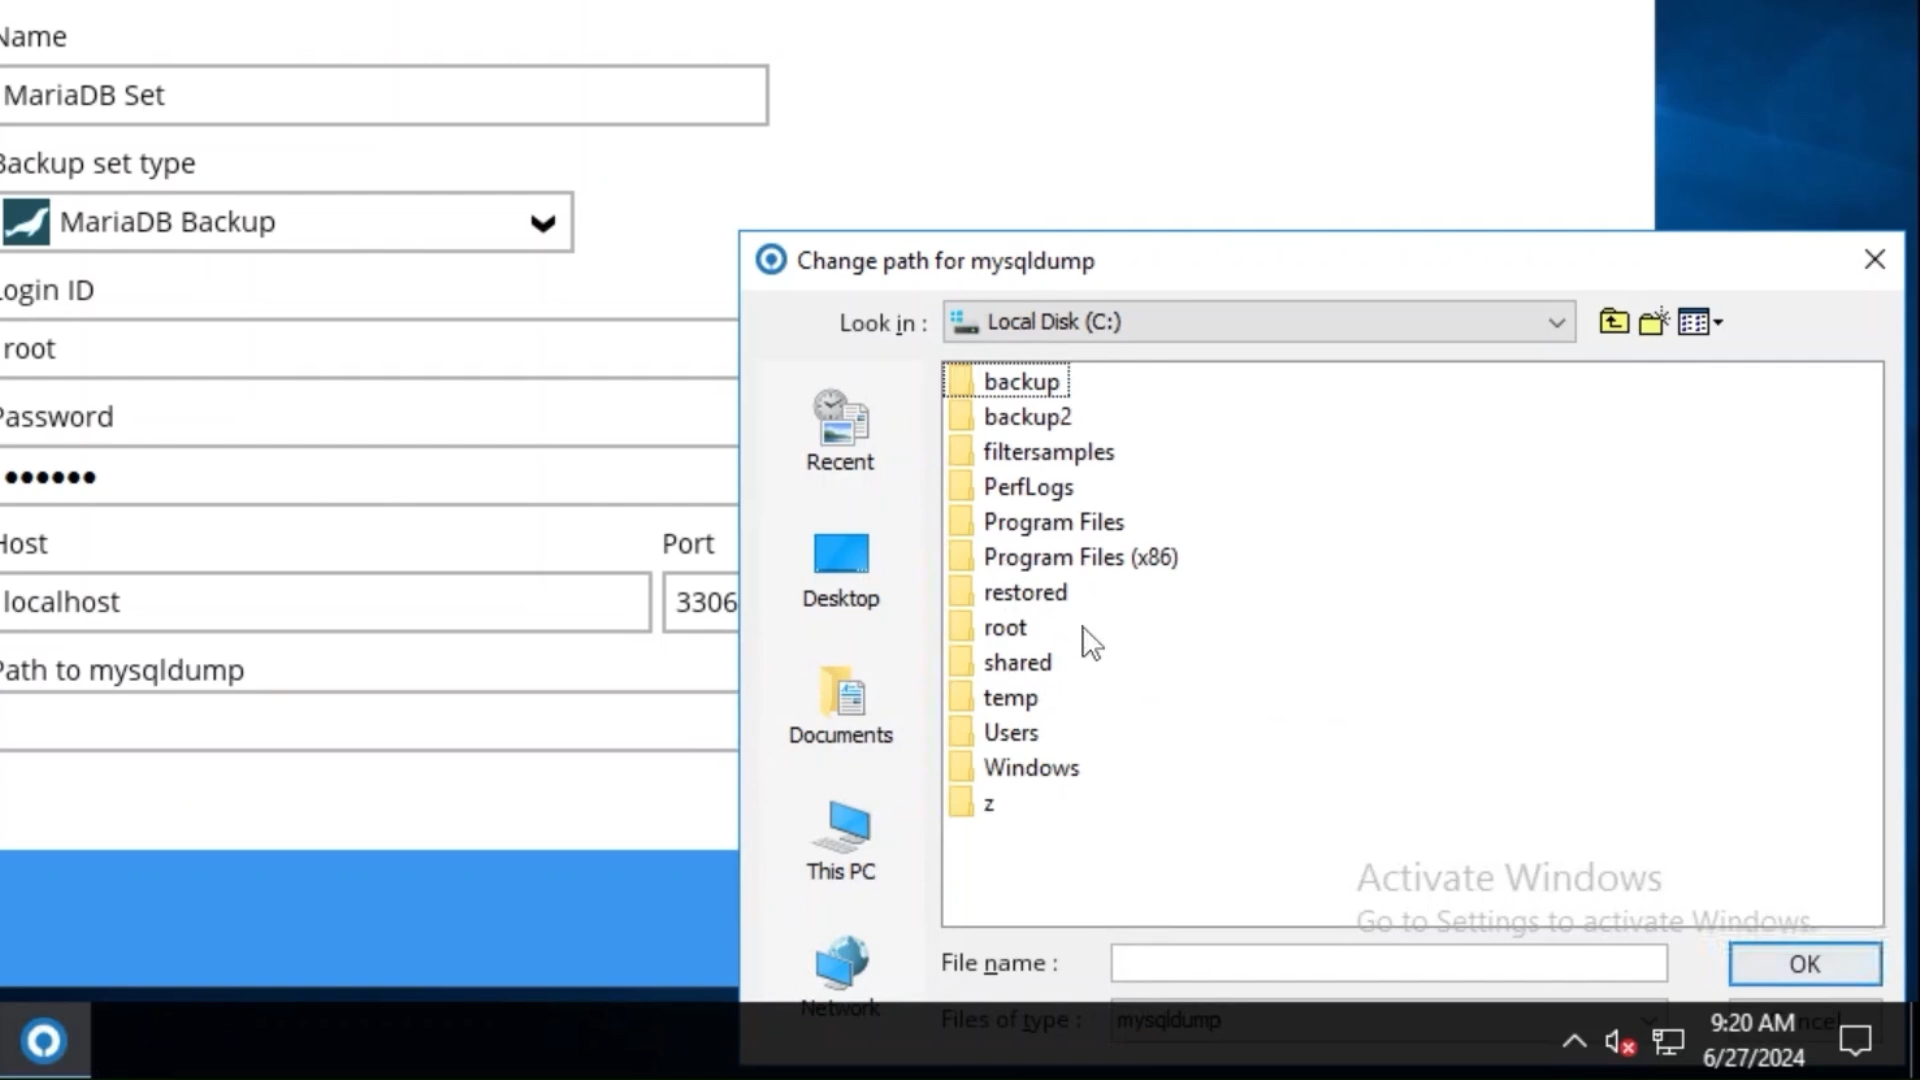 Name
MariaDB Set
Backup set type
MariaDB Backup
Login ID
root
Password
Host
Port
localhost
3306
Path to mysqldump
Change path for mysqldump
Look in :
Local Disk (C:)
Recent
Desktop
Documents
This PC
Network
backup
backup2
filtersamples
PerfLogs
Program Files
Program Files (x86)
restored
root
shared
temp
Users
Windows
z
Activate Windows
Go to Settings to activate Windows.
File name :
OK
Files of type :
mysqldump
9:20 AM
6/27/2024